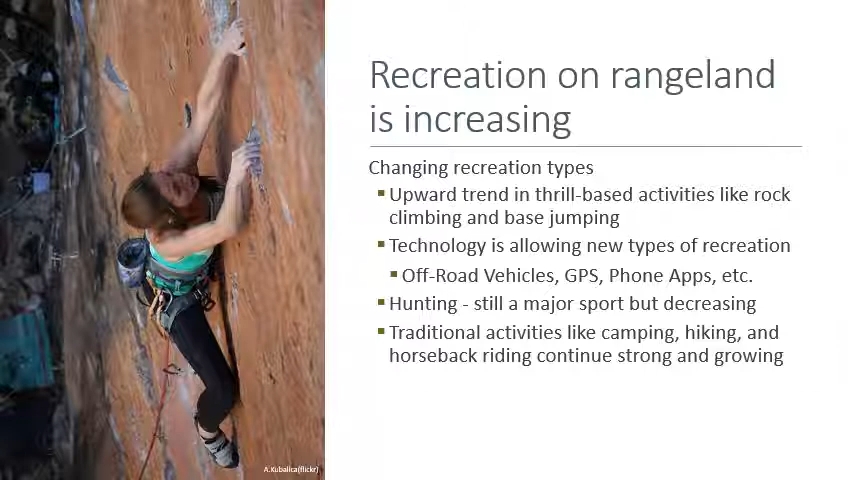 Recreation on rangeland
is increasing
Changing recreation types
▪ Upward trend in thrill-based activities like rock
climbing and base jumping
▪ Technology is allowing new types of recreation
▪ Off-Road Vehicles, GPS, Phone Apps, etc.
▪ Hunting - still a major sport but decreasing
▪ Traditional activities like camping, hiking, and
horseback riding continue strong and growing
A.Kubalica(flickr)